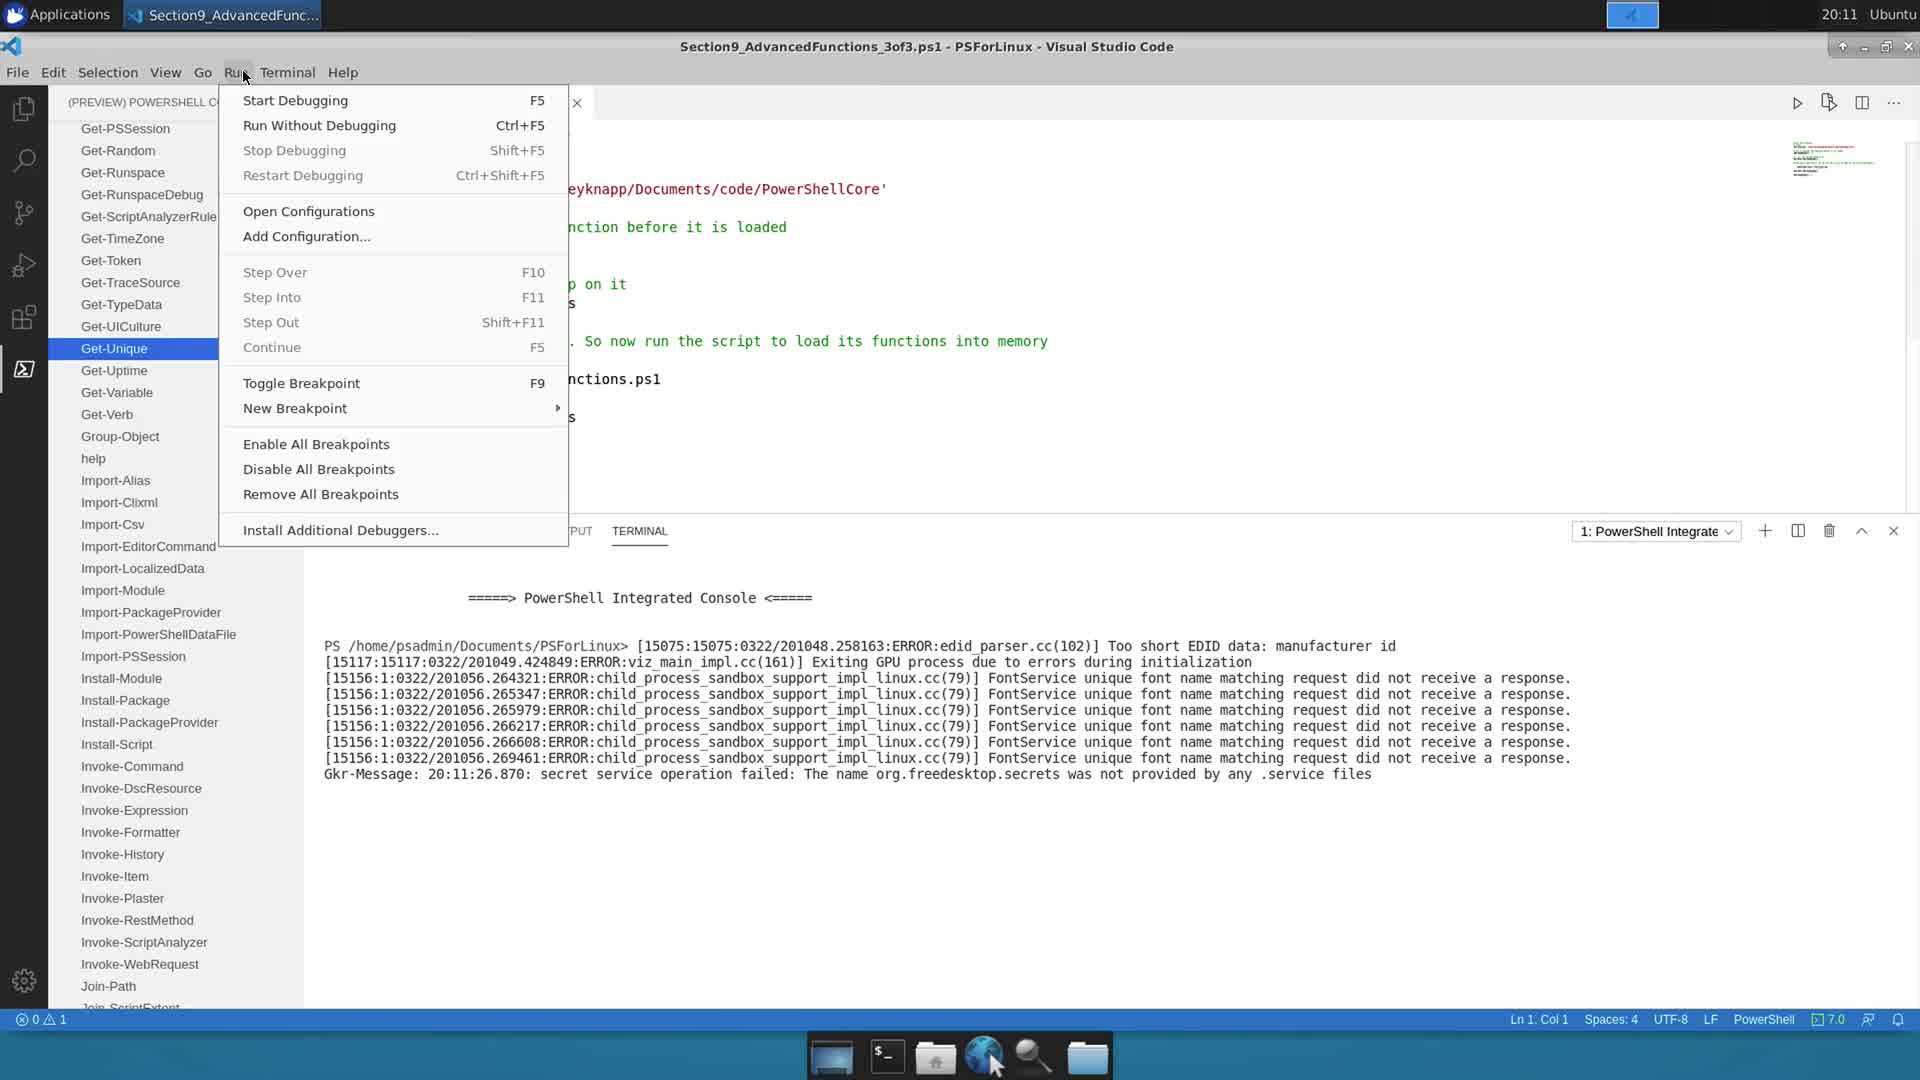 Applications
Section9_AdvancedFunc...
20:11
Ubuntu
Section9_AdvancedFunctions_3of3.ps1 - PSForLinux - Visual Studio Code
File Edit Selection View Go Run Terminal Help
(PREVIEW) POWERSHELL CO
Get-PSSession
Get-Random
Get-Runspace
Get-RunspaceDebug
Get-ScriptAnalyzerRule
Get-TimeZone
Get-Token
Get-TraceSource
Get-TypeData
Get-UICulture
Get-Unique
Get-Uptime
Get-Variable
Get-Verb
Group-Object
help
Import-Alias
Import-Clixml
Import-Csv
Import-EditorCommand
Import-LocalizedData
Import-Module
Import-PackageProvider
Import-PowerShellDataFile
Import-PSSession
Install-Module
Install-Package
Install-PackageProvider
Install-Script
Invoke-Command
Invoke-DscResource
Invoke-Expression
Invoke-Formatter
Invoke-History
Invoke-Item
Invoke-Plaster
Invoke-RestMethod
Invoke-ScriptAnalyzer
Invoke-WebRequest
Join-Path
Join-ScriptExtent
Start Debugging F5
Run Without Debugging Ctrl+F5
Stop Debugging Shift+F5
Restart Debugging Ctrl+Shift+F5
Open Configurations
Add Configuration...
Step Over F10
Step Into F11
Step Out Shift+F11
Continue F5
Toggle Breakpoint F9
New Breakpoint
Enable All Breakpoints
Disable All Breakpoints
Remove All Breakpoints
Install Additional Debuggers...
eyknapp/Documents/code/PowerShellCore'
nction before it is loaded
p on it
s
. So now run the script to load its functions into memory
nctions.ps1
s
PUT TERMINAL
1: PowerShell Integrate
=====> PowerShell Integrated Console <=====
PS /home/psadmin/Documents/PSForLinux> [15075:15075:0322/201048.258163:ERROR:edid_parser.cc(102)] Too short EDID data: manufacturer id
[15117:15117:0322/201049.424849:ERROR:viz_main_impl.cc(161)] Exiting GPU process due to errors during initialization
[15156:1:0322/201056.264321:ERROR:child_process_sandbox_support_impl_linux.cc(79)] FontService unique font name matching request did not receive a response.
[15156:1:0322/201056.265347:ERROR:child_process_sandbox_support_impl_linux.cc(79)] FontService unique font name matching request did not receive a response.
[15156:1:0322/201056.265979:ERROR:child_process_sandbox_support_impl_linux.cc(79)] FontService unique font name matching request did not receive a response.
[15156:1:0322/201056.266217:ERROR:child_process_sandbox_support_impl_linux.cc(79)] FontService unique font name matching request did not receive a response.
[15156:1:0322/201056.266608:ERROR:child_process_sandbox_support_impl_linux.cc(79)] FontService unique font name matching request did not receive a response.
[15156:1:0322/201056.269461:ERROR:child_process_sandbox_support_impl_linux.cc(79)] FontService unique font name matching request did not receive a response.
Gkr-Message: 20:11:26.870: secret service operation failed: The name org.freedesktop.secrets was not provided by any .service files
0 1
Ln 1, Col 1 Spaces: 4 UTF-8 LF PowerShell 7.0